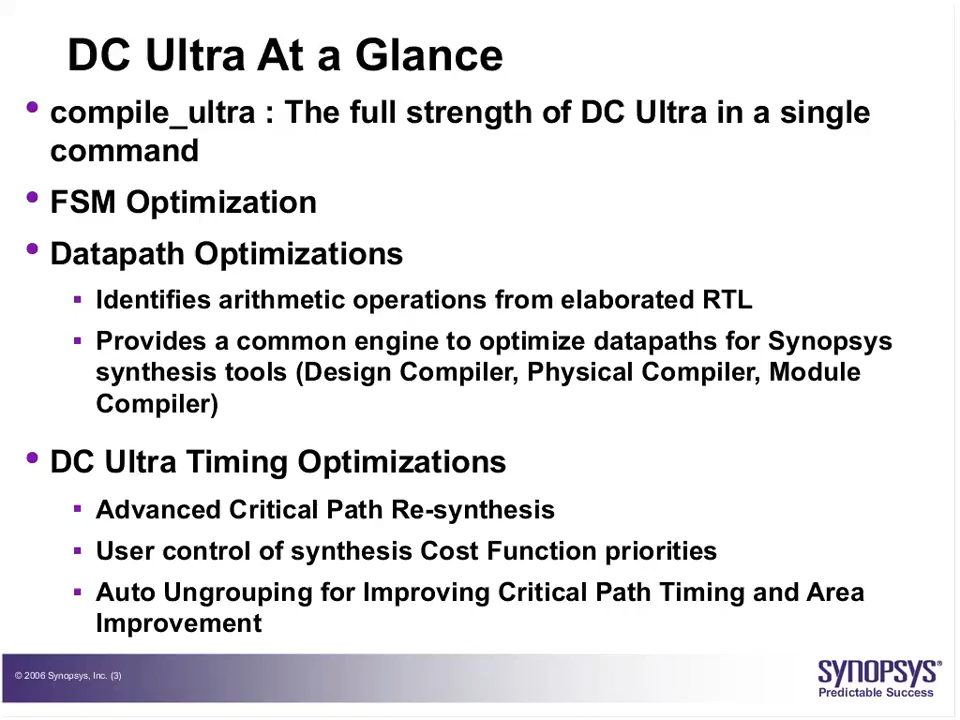 DC Ultra At a Glance
• compile_ultra : The full strength of DC Ultra in a single
command
• FSM Optimization
• Datapath Optimizations
▪ Identifies arithmetic operations from elaborated RTL
▪ Provides a common engine to optimize datapaths for Synopsys
synthesis tools (Design Compiler, Physical Compiler, Module
Compiler)
• DC Ultra Timing Optimizations
▪ Advanced Critical Path Re-synthesis
▪ User control of synthesis Cost Function priorities
▪ Auto Ungrouping for Improving Critical Path Timing and Area
Improvement
© 2006 Synopsys, Inc. (3)
SYNOPSYS®
Predictable Success